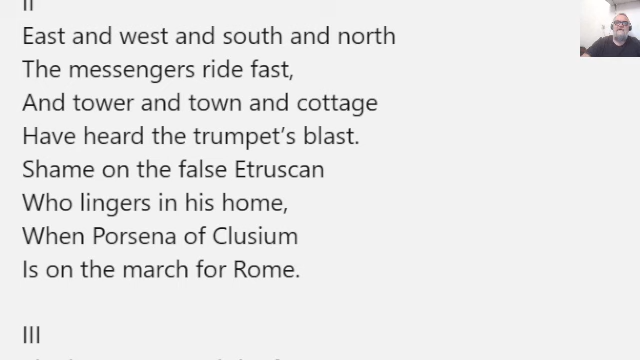 II
East and west and south and north
The messengers ride fast,
And tower and town and cottage
Have heard the trumpet’s blast.
Shame on the false Etruscan
Who lingers in his home,
When Porsena of Clusium
Is on the march for Rome.
III